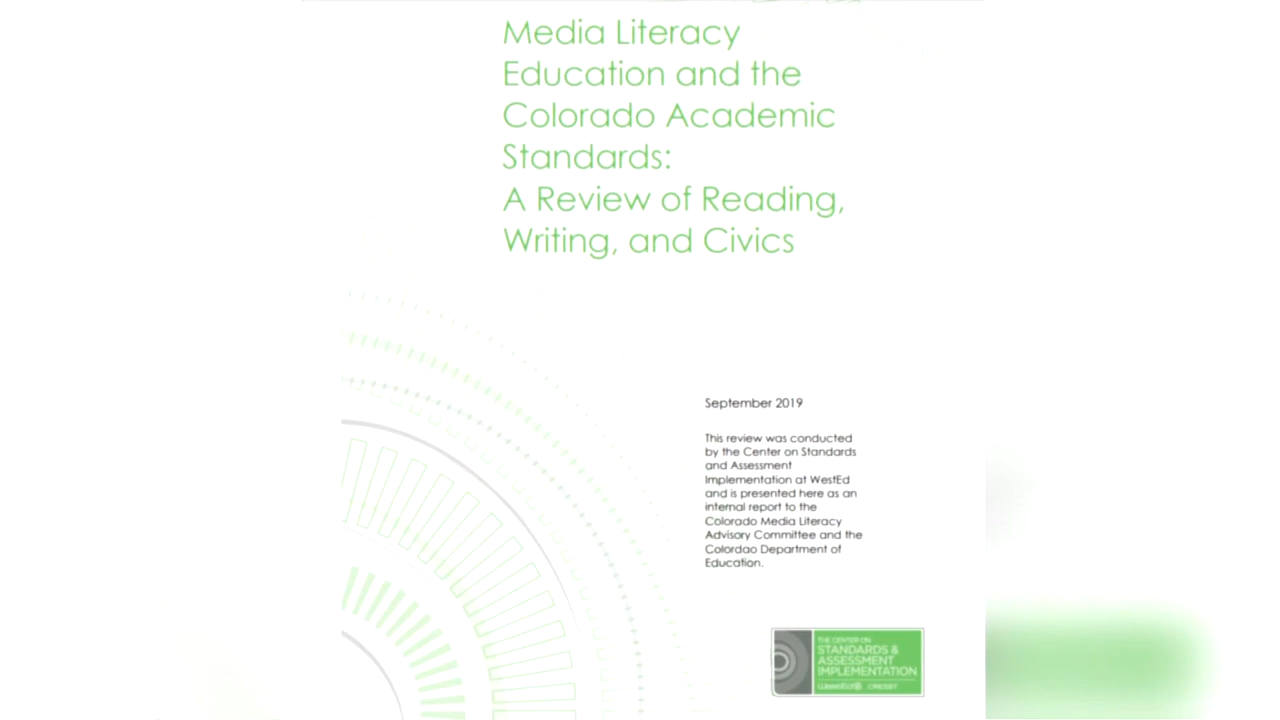 Media Literacy
Education and the
Colorado Academic
Standards:
A Review of Reading,
Writing, and Civics
September 2019
This review was conducted
by the Center on Standards
and Assessment
Implementation at WestEd
and is presented here as an
internal report to the
Colorado Media Literacy
Advisory Committee and the
Colordao Department of
Education.
THE CENTER ON
STANDARDS &
ASSESSMENT
IMPLEMENTATION
WestEd CRESST